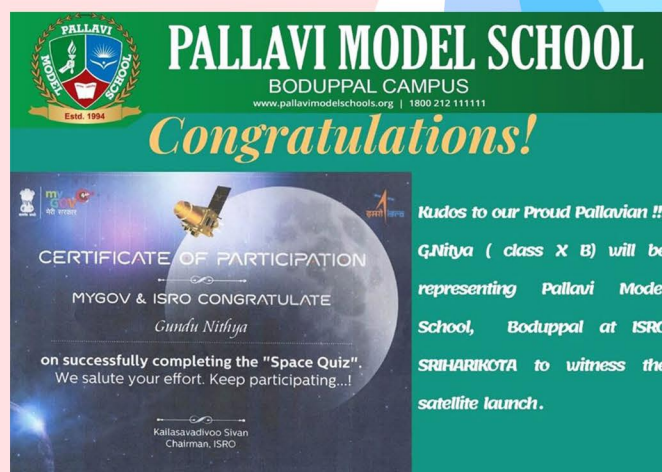 PALLAVI
MODEL
SCHOOL
Estd. 1994
PALLAVI MODEL SCHOOL
BODUPPAL CAMPUS
www.pallavimodelschools.org | 1800 212 111111
Congratulations!
my
GOV
मेरी सरकार
इसरो isro
CERTIFICATE OF PARTICIPATION
MYGOV & ISRO CONGRATULATE
Gundu Nithya
on successfully completing the "Space Quiz".
We salute your effort. Keep participating...!
Kailasavadivoo Sivan
Chairman, ISRO
Kudos to our Proud Pallavian !!
G.Nitya ( class X B) will be
representing Pallavi Model
School, Boduppal at ISRO
SRIHARIKOTA to witness the
satellite launch.